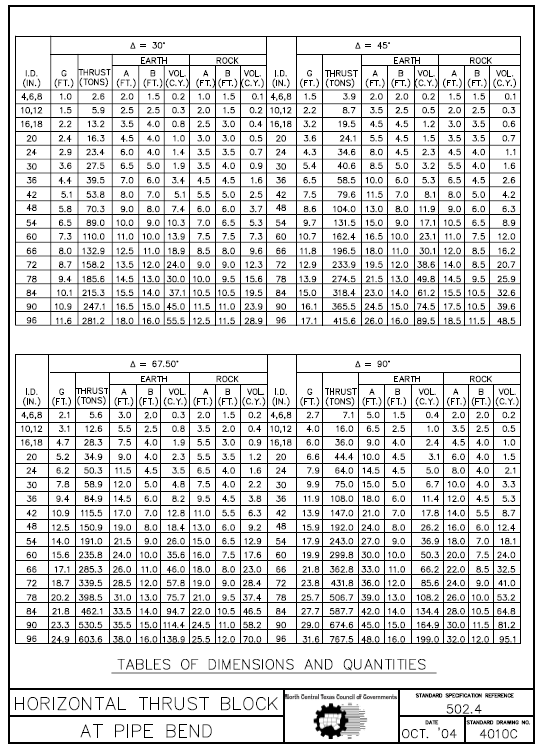 Δ = 30° Δ = 45°
EARTH ROCK EARTH ROCK
I.D. (IN.) G (FT.) THRUST (TONS) A (FT.) B (FT.) VOL. (C.Y.) A (FT.) B (FT.) VOL. (C.Y.) I.D. (IN.) G (FT.) THRUST (TONS) A (FT.) B (FT.) VOL. (C.Y.) A (FT.) B (FT.) VOL. (C.Y.)
4,6,8 1.0 2.6 2.0 1.5 0.2 1.0 1.5 0.1 4,6,8 1.5 3.9 2.0 2.0 0.2 1.5 1.5 0.1
10,12 1.5 5.9 2.5 2.5 0.3 2.0 1.5 0.2 10,12 2.2 8.7 3.5 2.5 0.5 2.0 2.5 0.3
16,18 2.2 13.2 3.5 4.0 0.8 2.5 3.0 0.4 16,18 3.2 19.5 4.5 4.5 1.2 3.0 3.5 0.6
20 2.4 16.3 4.5 4.0 1.0 3.0 3.0 0.5 20 3.6 24.1 5.5 4.5 1.5 3.5 3.5 0.7
24 2.9 23.4 6.0 4.0 1.4 3.5 3.5 0.7 24 4.3 34.6 8.0 4.5 2.3 4.5 4.0 1.1
30 3.6 27.5 6.5 5.0 1.9 3.5 4.0 0.9 30 5.4 40.6 8.5 5.0 3.2 5.5 4.0 1.6
36 4.4 39.5 7.0 6.0 3.4 4.5 4.5 1.6 36 6.5 58.5 10.0 6.0 5.3 6.5 4.5 2.6
42 5.1 53.8 8.0 7.0 5.1 5.5 5.0 2.5 42 7.5 79.6 11.5 7.0 8.1 8.0 5.0 4.2
48 5.8 70.3 9.0 8.0 7.4 6.0 6.0 3.7 48 8.6 104.0 13.0 8.0 11.9 9.0 6.0 6.3
54 6.5 89.0 10.0 9.0 10.3 7.0 6.5 5.3 54 9.7 131.5 15.0 9.0 17.1 10.5 6.5 8.9
60 7.3 110.0 11.0 10.0 13.9 7.5 7.5 7.3 60 10.7 162.4 16.5 10.0 23.1 11.0 7.5 12.0
66 8.0 132.9 12.5 11.0 18.9 8.5 8.0 9.6 66 11.8 196.5 18.0 11.0 30.1 12.0 8.5 16.2
72 8.7 158.2 13.5 12.0 24.0 9.0 9.0 12.3 72 12.9 233.9 19.5 12.0 38.6 14.0 8.5 20.7
78 9.4 185.6 14.5 13.0 30.0 10.0 9.5 15.6 78 13.9 274.5 21.5 13.0 49.8 14.5 9.5 25.9
84 10.1 215.3 15.5 14.0 37.1 10.5 10.5 19.5 84 15.0 318.4 23.0 14.0 61.2 15.5 10.5 32.6
90 10.9 247.1 16.5 15.0 45.0 11.5 11.0 23.9 90 16.1 365.5 24.5 15.0 74.5 17.5 10.5 39.6
96 11.6 281.2 18.0 16.0 55.5 12.5 11.5 28.9 96 17.1 415.6 26.0 16.0 89.5 18.5 11.5 48.5
Δ = 67.50° Δ = 90°
EARTH ROCK EARTH ROCK
I.D. (IN.) G (FT.) THRUST (TONS) A (FT.) B (FT.) VOL. (C.Y.) A (FT.) B (FT.) VOL. (C.Y.) I.D. (IN.) G (FT.) THRUST (TONS) A (FT.) B (FT.) VOL. (C.Y.) A (FT.) B (FT.) VOL. (C.Y.)
4,6,8 2.1 5.6 3.0 2.0 0.3 2.0 1.5 0.2 4,6,8 2.7 7.1 5.0 1.5 0.4 2.0 2.0 0.2
10,12 3.1 12.6 5.5 2.5 0.8 3.5 2.0 0.4 10,12 4.0 16.0 6.5 2.5 1.0 3.5 2.5 0.5
16,18 4.7 28.3 7.5 4.0 1.9 5.5 3.0 0.9 16,18 6.0 36.0 9.0 4.0 2.4 4.5 4.0 1.0
20 5.2 34.9 9.0 4.0 2.3 5.5 3.5 1.2 20 6.6 44.4 10.0 4.5 3.1 6.0 4.0 1.5
24 6.2 50.3 11.5 4.5 3.5 6.5 4.0 1.6 24 7.9 64.0 14.5 4.5 5.0 8.0 4.0 2.1
30 7.8 58.9 12.0 5.0 4.8 7.5 4.0 2.2 30 9.9 75.0 15.0 5.0 6.7 10.0 4.0 3.3
36 9.4 84.9 14.5 6.0 8.2 9.5 4.5 3.8 36 11.9 108.0 18.0 6.0 11.4 12.0 4.5 5.3
42 10.9 115.5 17.0 7.0 12.8 11.0 5.5 6.3 42 13.9 147.0 21.0 7.0 17.8 14.0 5.5 8.7
48 12.5 150.9 19.0 8.0 18.4 13.0 6.0 9.2 48 15.9 192.0 24.0 8.0 26.2 16.0 6.0 12.4
54 14.0 191.0 21.5 9.0 26.0 15.0 6.5 12.9 54 17.9 243.0 27.0 9.0 36.9 18.0 7.0 18.1
60 15.6 235.8 24.0 10.0 35.6 16.0 7.5 17.6 60 19.9 299.8 30.0 10.0 50.3 20.0 7.5 24.0
66 17.1 285.3 26.0 11.0 46.0 18.0 8.0 23.0 66 21.8 362.8 33.0 11.0 66.2 22.0 8.5 32.5
72 18.7 339.5 28.5 12.0 57.8 19.0 9.0 28.4 72 23.8 431.8 36.0 12.0 85.6 24.0 9.0 41.0
78 20.2 398.5 31.0 13.0 75.7 21.0 9.5 37.4 78 25.7 506.7 39.0 13.0 108.2 26.0 10.0 53.2
84 21.8 462.1 33.5 14.0 94.7 22.0 10.5 46.5 84 27.7 587.7 42.0 14.0 134.4 28.0 10.5 64.8
90 23.3 530.5 35.5 15.0 114.4 24.5 11.0 58.2 90 29.0 674.6 45.0 15.0 164.9 30.0 11.5 81.2
96 24.9 603.6 38.0 16.0 138.9 25.5 12.0 70.0 96 31.6 767.5 48.0 16.0 199.0 32.0 12.0 95.1
TABLES OF DIMENSIONS AND QUANTITIES
HORIZONTAL THRUST BLOCK
AT PIPE BEND
North Central Texas Council of Governments
STANDARD SPECIFICATION REFERENCE
502.4
DATE STANDARD DRAWING NO.
OCT. '04 4010C